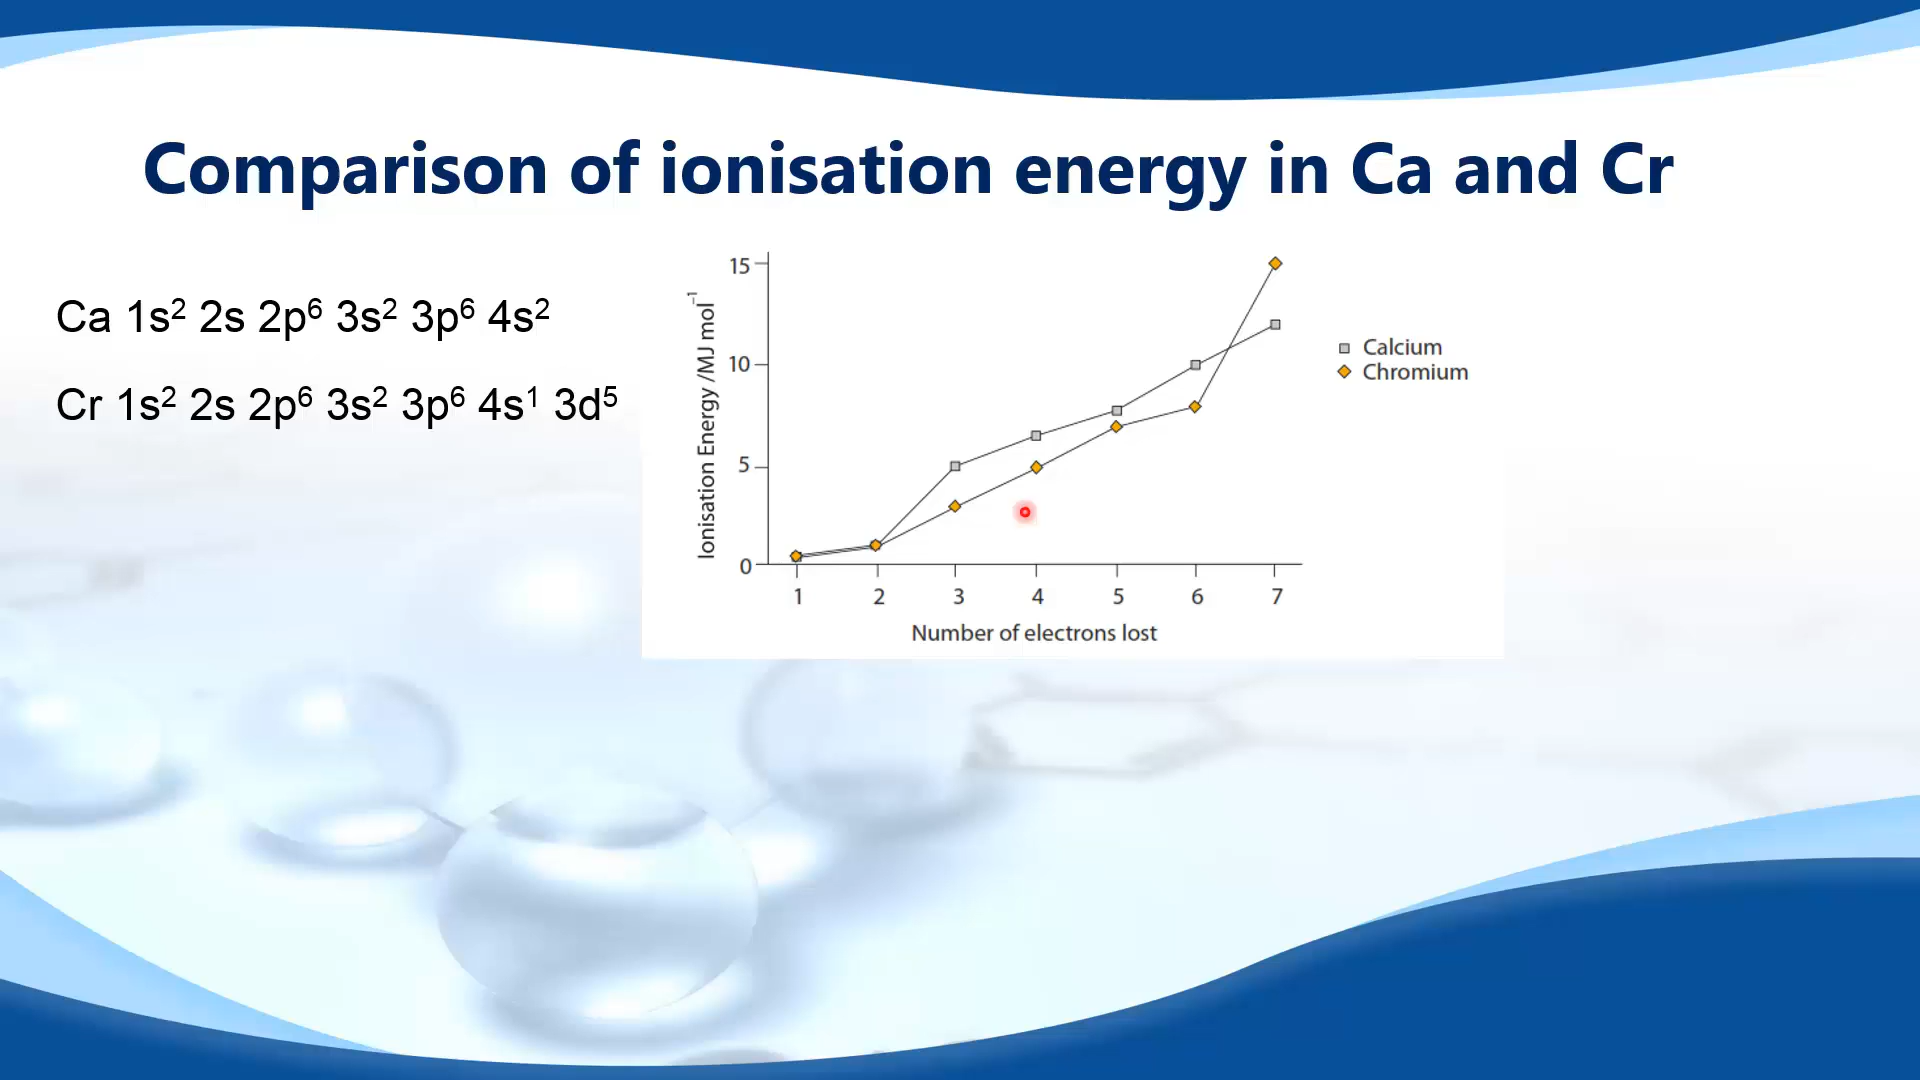 Comparison of ionisation energy in Ca and Cr
Ca 1s² 2s 2p⁶ 3s² 3p⁶ 4s²
Cr 1s² 2s 2p⁶ 3s² 3p⁶ 4s¹ 3d⁵
Ionisation Energy /MJ mol⁻¹
15
10
5
0
1 2 3 4 5 6 7
Number of electrons lost
Calcium
Chromium